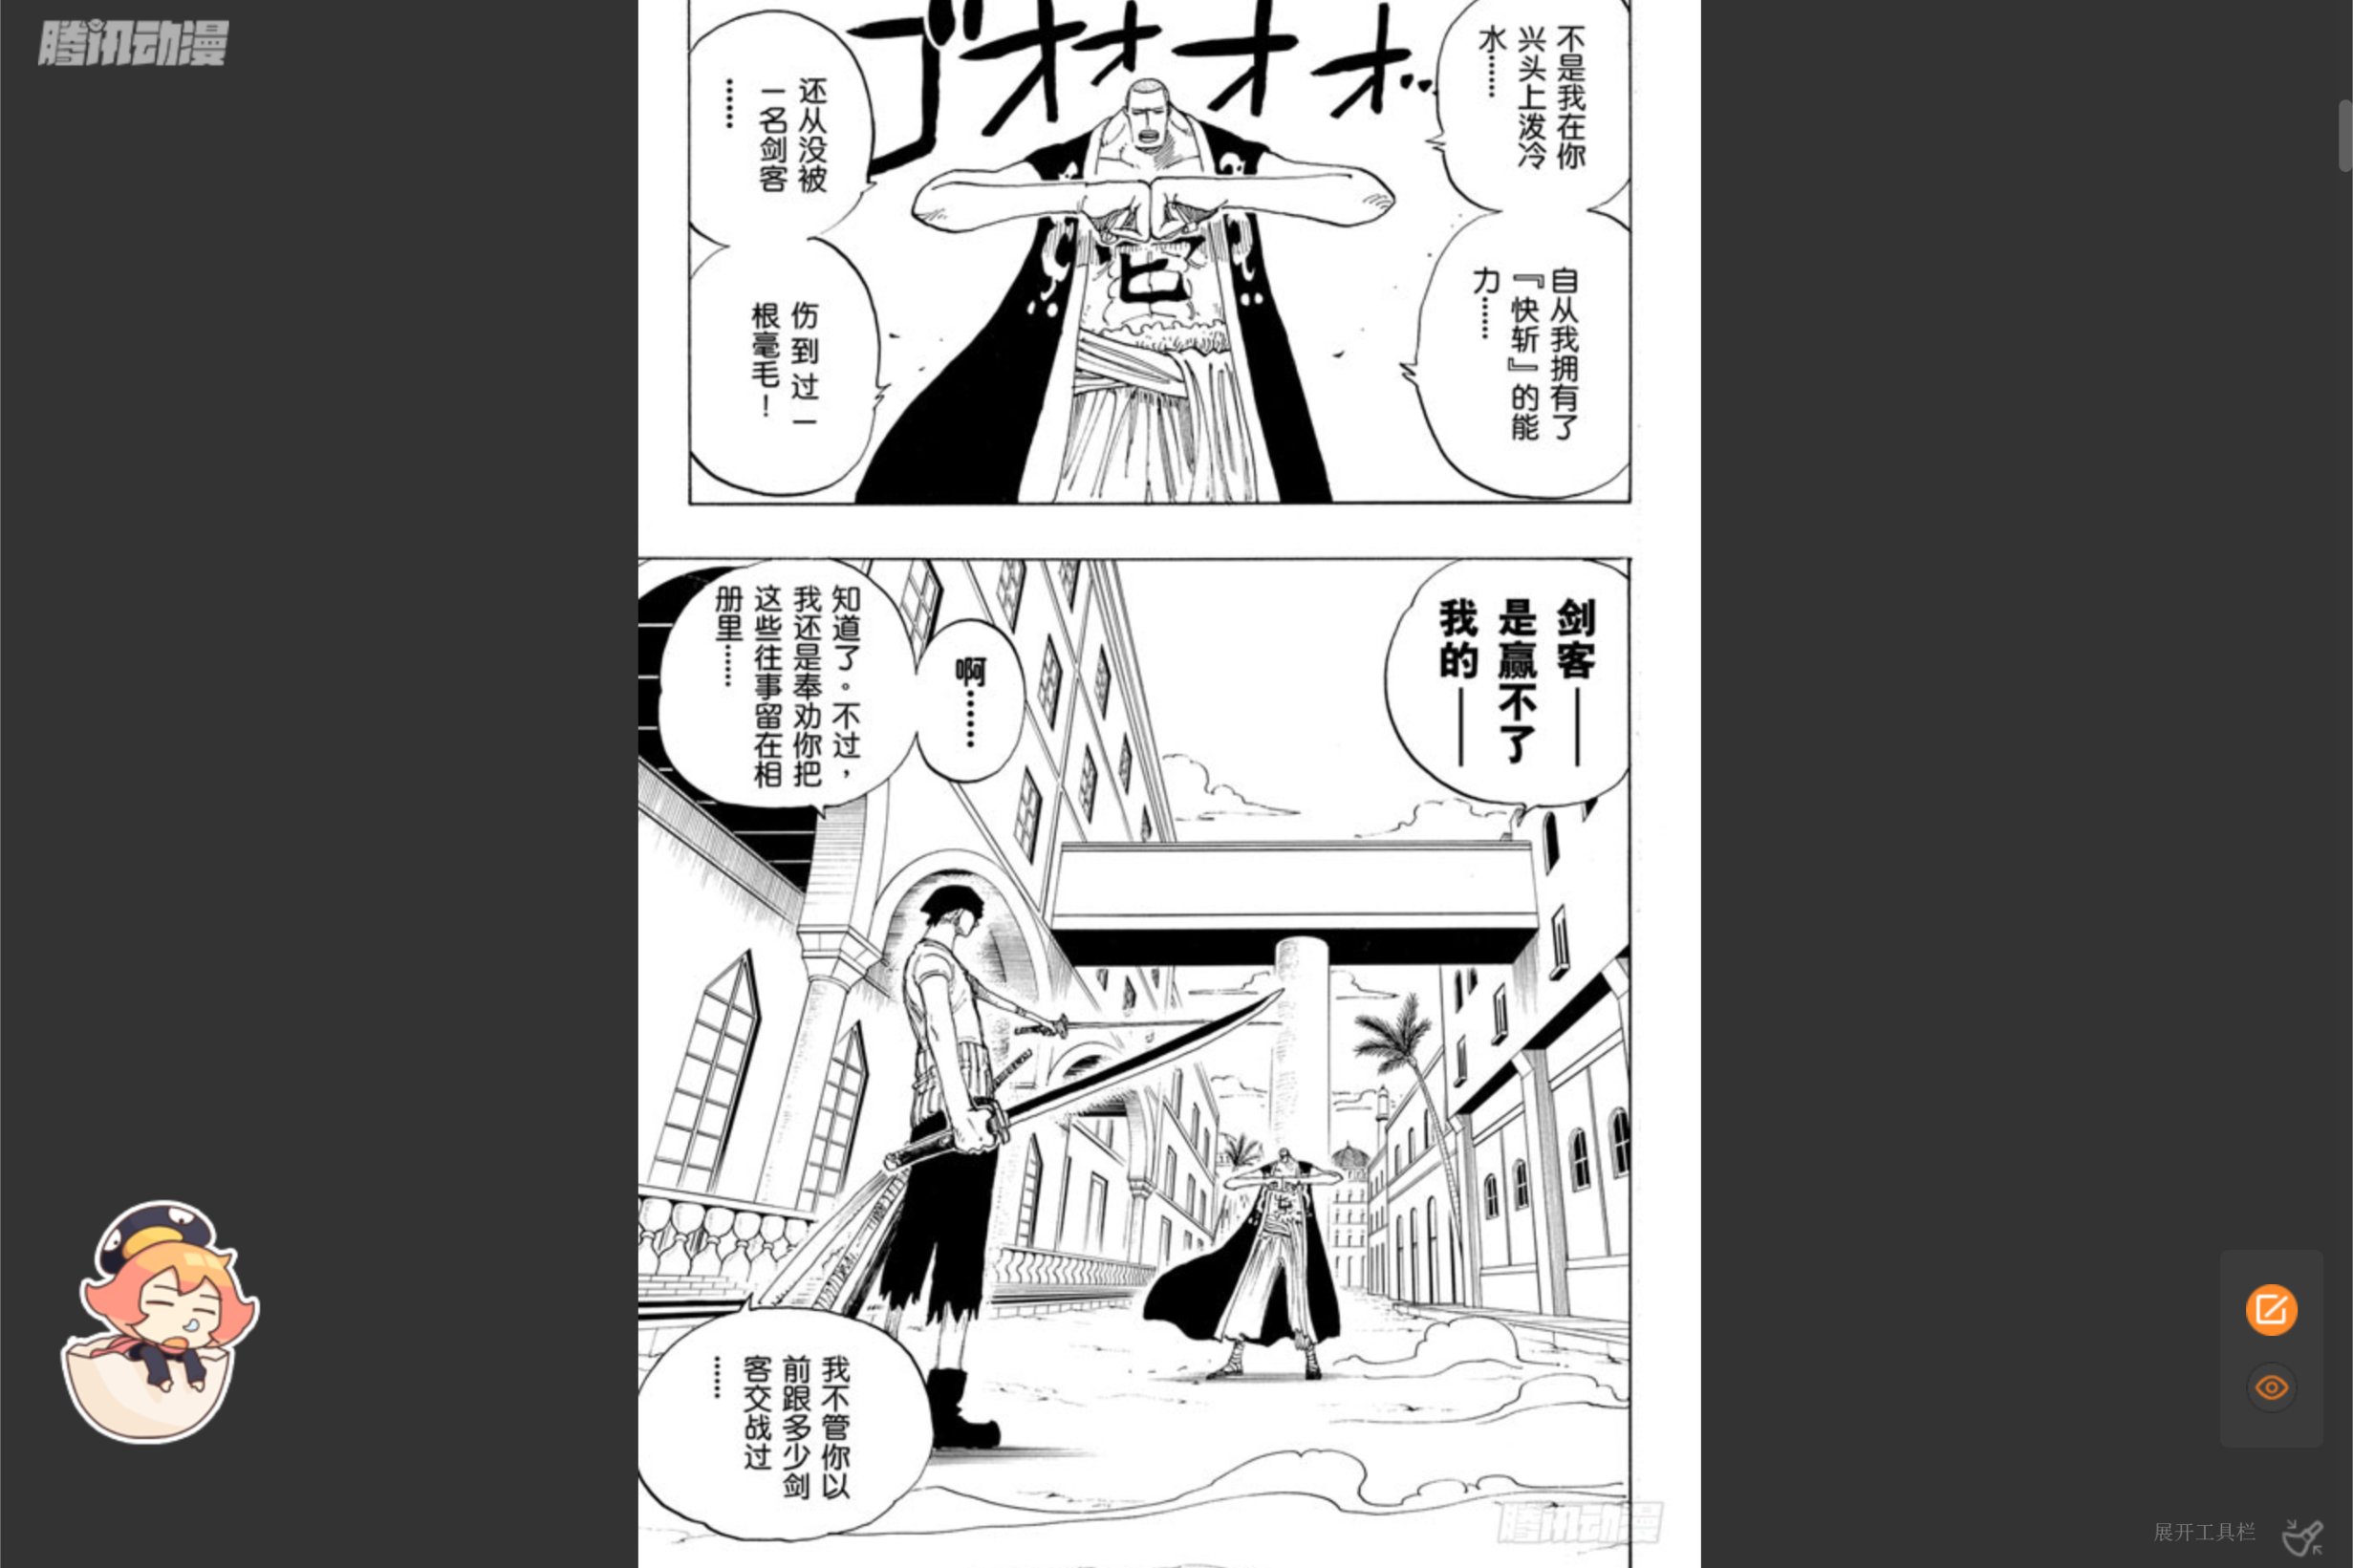 腾讯动漫
ゴオオオオ…
不是我在你
兴头上泼冷
水……
自从我拥有了
『快斩』的能
力……
还从没被
一名剑客
……
伤到过一
根毫毛！
剑客——
是赢不了
我的——
啊……
知道了。不过，
我还是奉劝你把
这些往事留在相
册里……
我不管你以
前跟多少剑
客交战过
……
腾讯动漫
展开工具栏